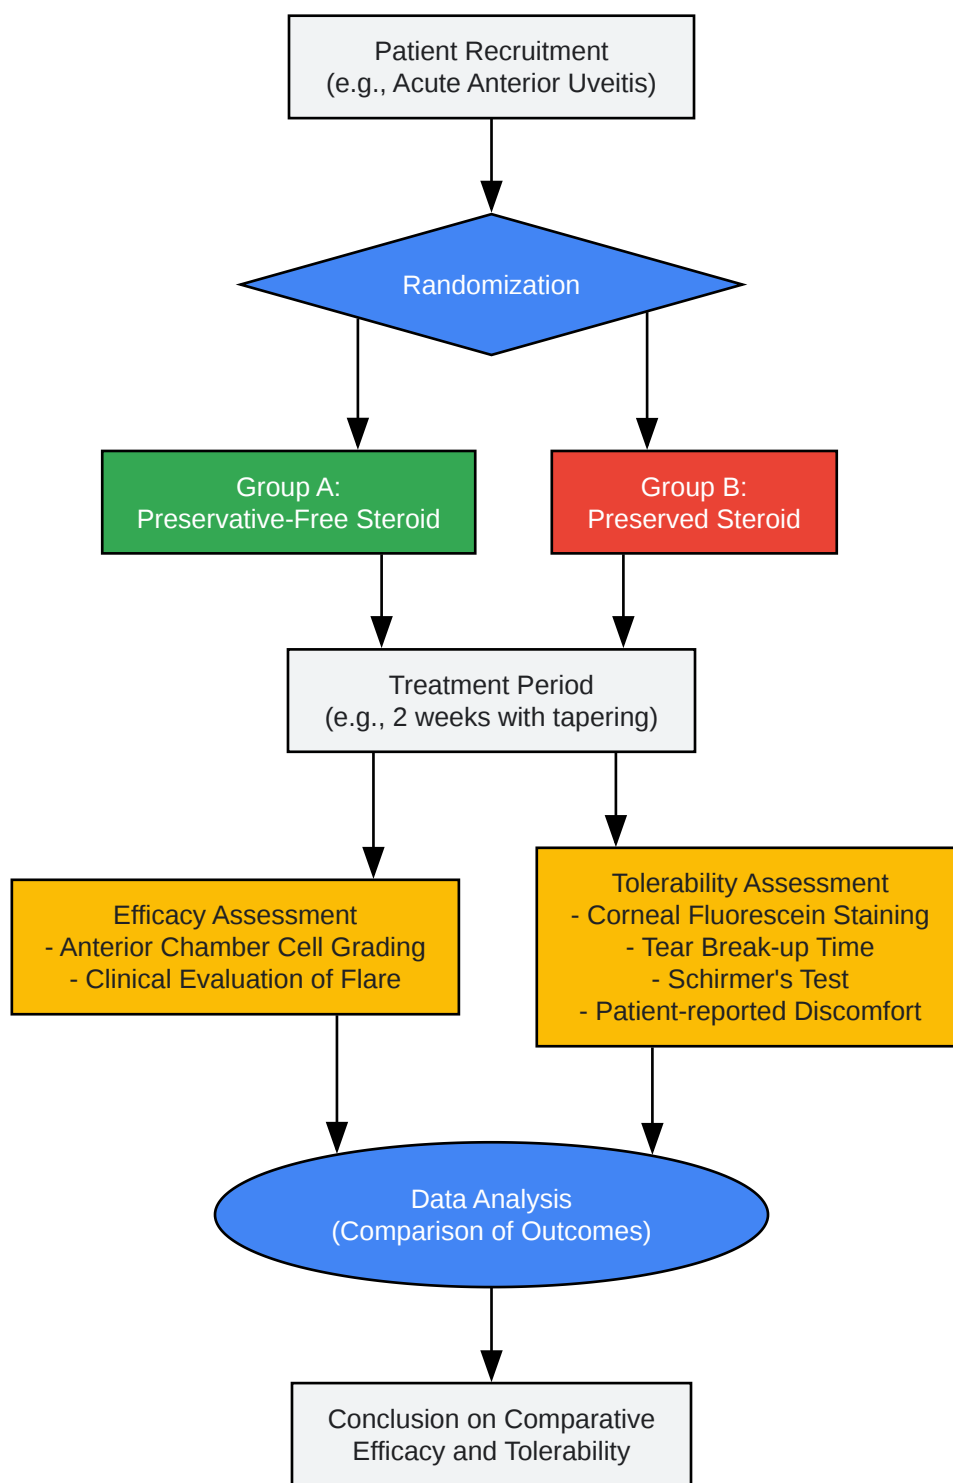 Patient Recruitment
(e.g., Acute Anterior Uveitis)
Randomization
Group A:
Preservative-Free Steroid
Group B:
Preserved Steroid
Treatment Period
(e.g., 2 weeks with tapering)
Efficacy Assessment
- Anterior Chamber Cell Grading
- Clinical Evaluation of Flare
Tolerability Assessment
- Corneal Fluorescein Staining
- Tear Break-up Time
- Schirmer's Test
- Patient-reported Discomfort
Data Analysis
(Comparison of Outcomes)
Conclusion on Comparative
Efficacy and Tolerability